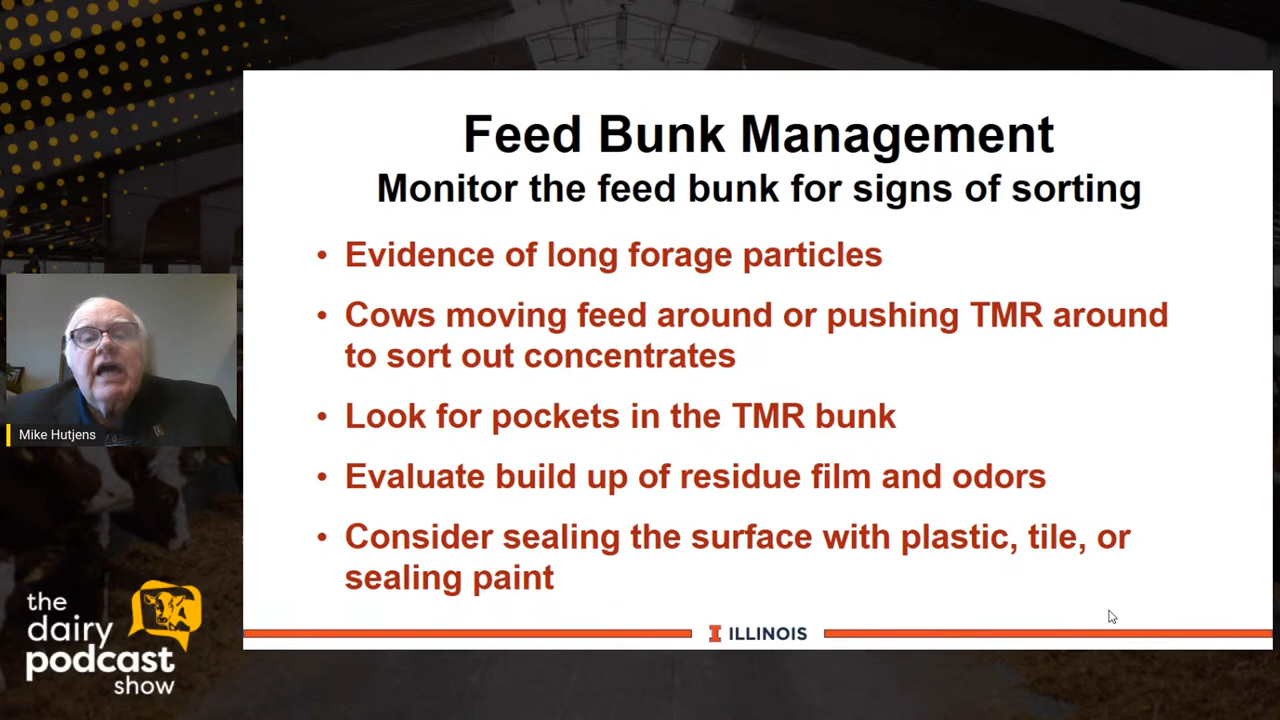 Feed Bunk Management
Monitor the feed bunk for signs of sorting
• Evidence of long forage particles
• Cows moving feed around or pushing TMR around
to sort out concentrates
• Look for pockets in the TMR bunk
• Evaluate build up of residue film and odors
• Consider sealing the surface with plastic, tile, or
sealing paint
I ILLINOIS
Mike Hutjens
the
dairy
podcast
show